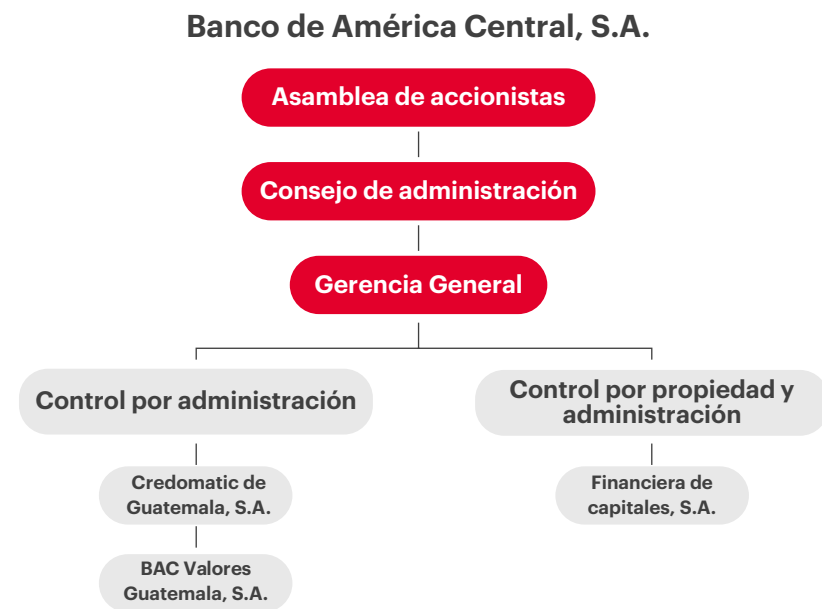 Banco de América Central, S.A.
Asamblea de accionistas
Consejo de administración
Gerencia General
Control por administración
Control por propiedad y
administración
Credomatic de
Guatemala, S.A.
Financiera de
capitales, S.A.
BAC Valores
Guatemala, S.A.